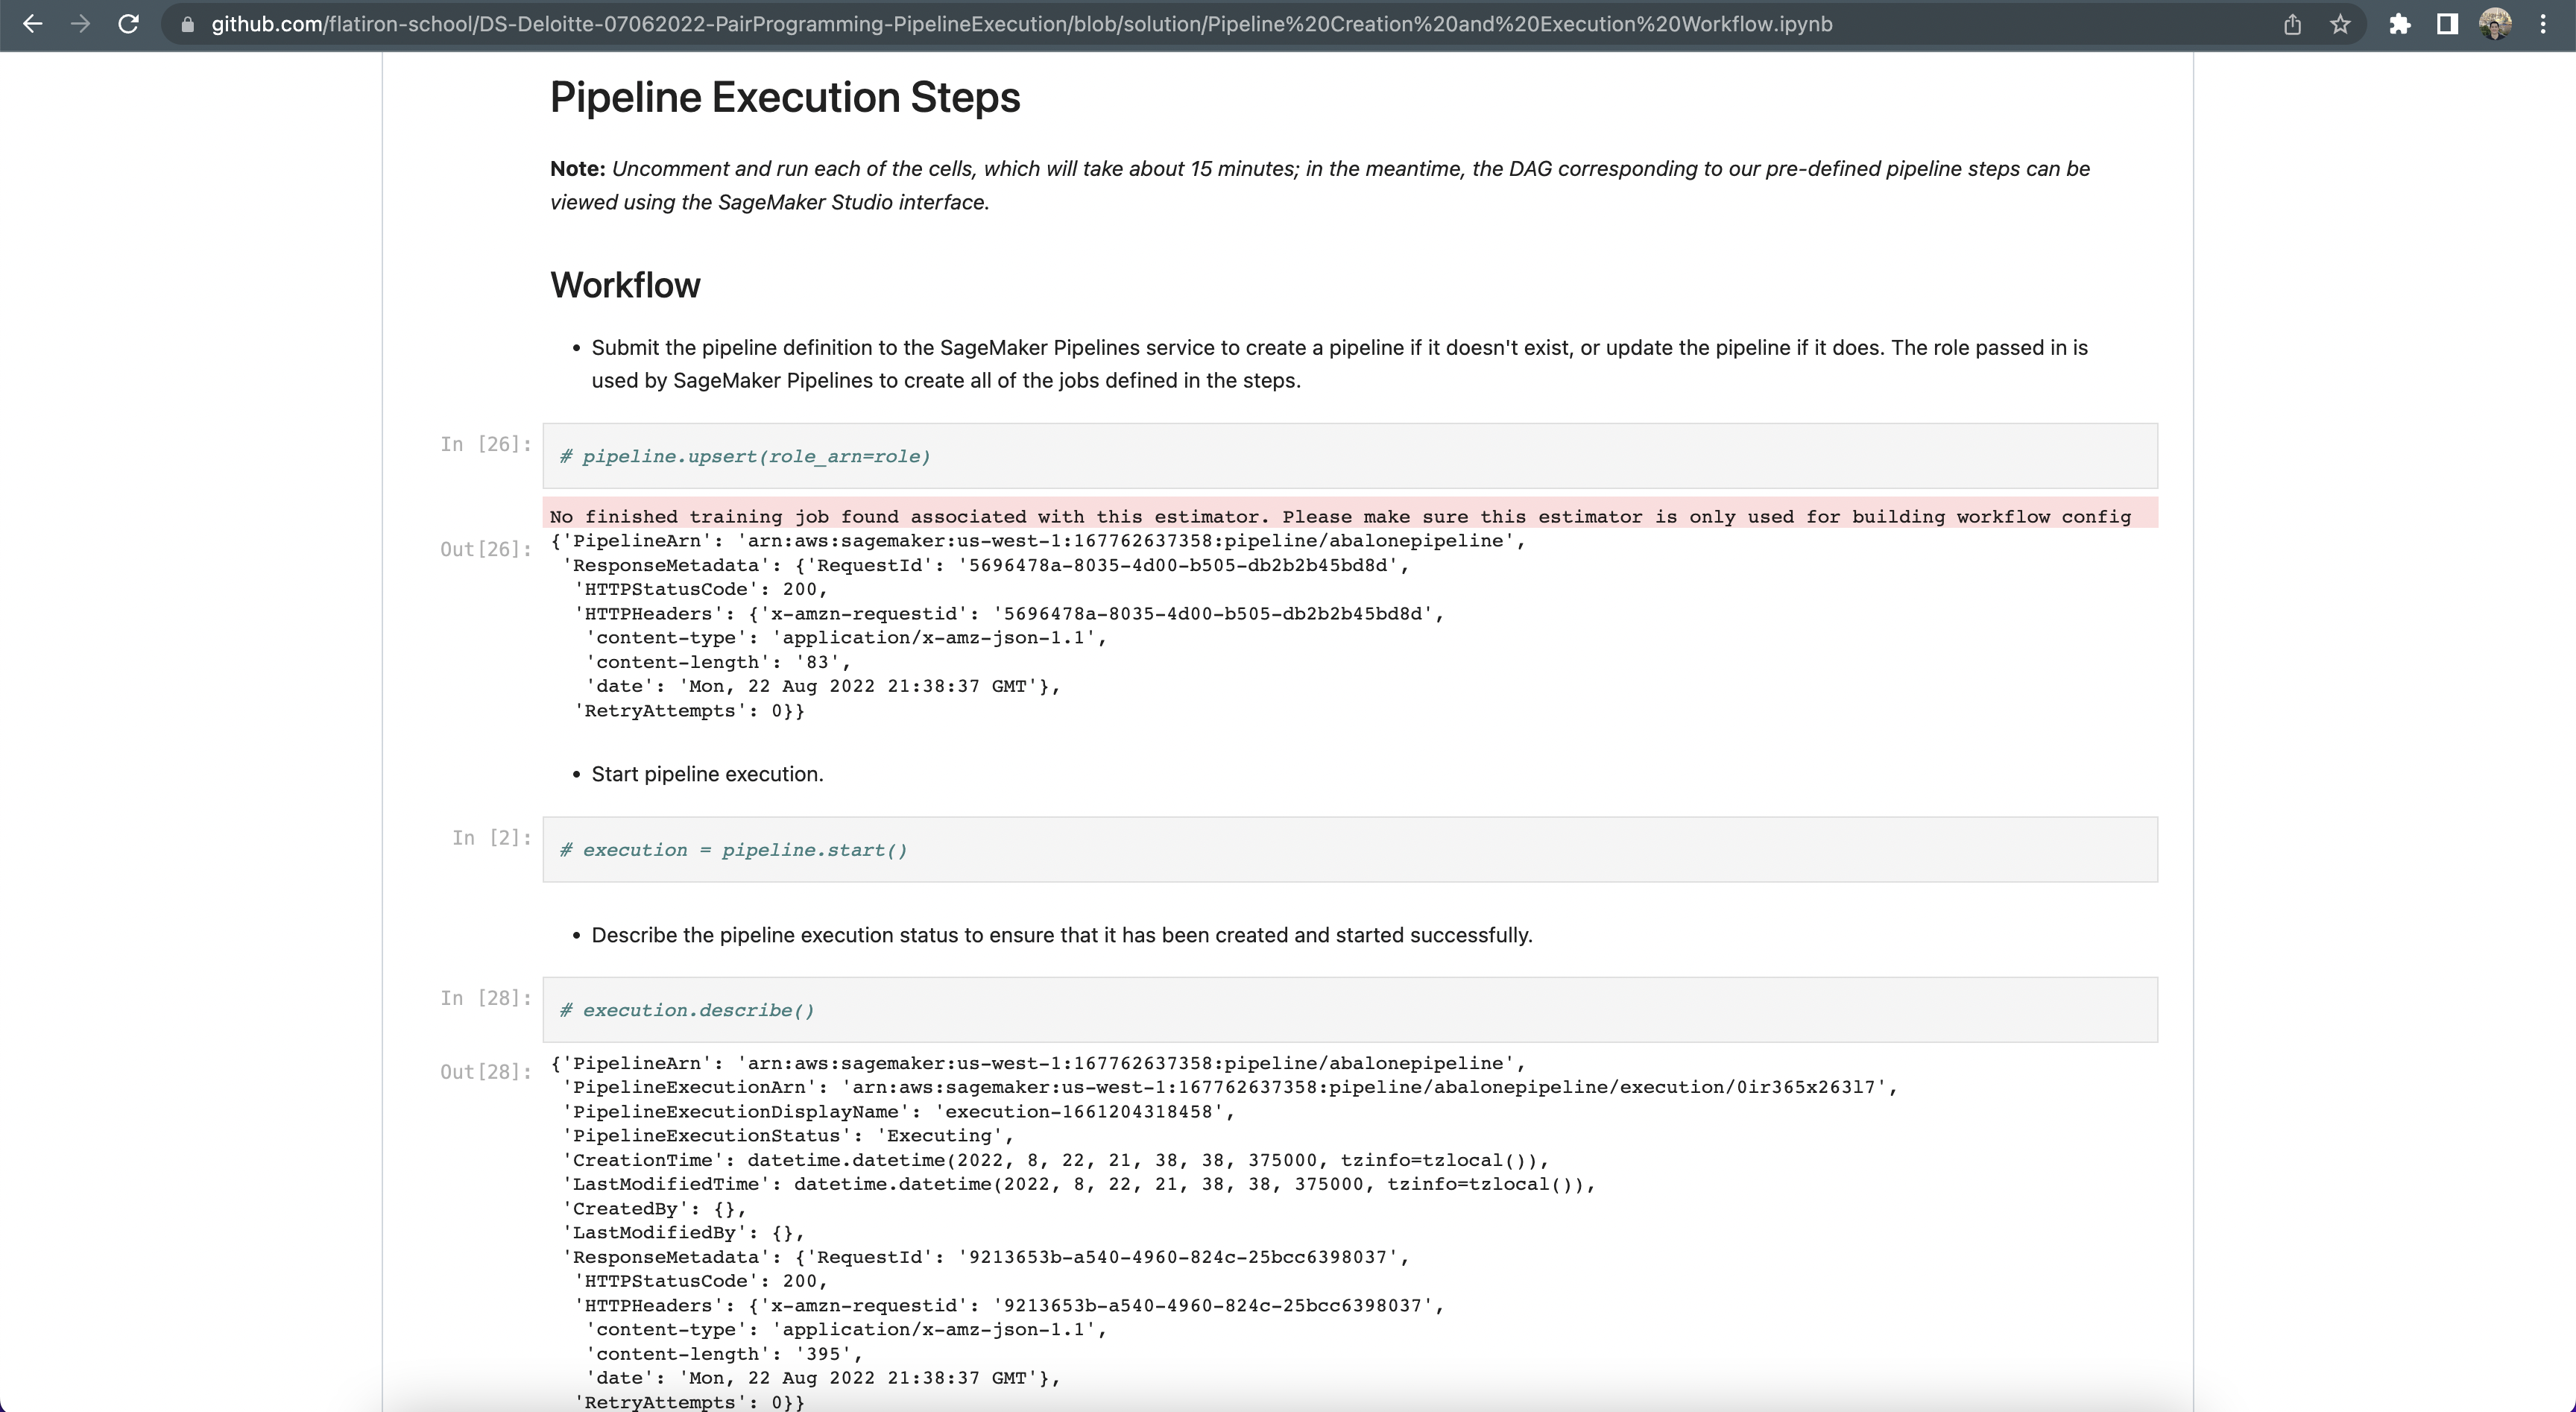 github.com/flatiron-school/DS-Deloitte-07062022-PairProgramming-PipelineExecution/blob/solution/Pipeline%20Creation%20and%20Execution%20Workflow.ipynb
Pipeline Execution Steps
Note: Uncomment and run each of the cells, which will take about 15 minutes; in the meantime, the DAG corresponding to our pre-defined pipeline steps can be
viewed using the SageMaker Studio interface.
Workflow
• Submit the pipeline definition to the SageMaker Pipelines service to create a pipeline if it doesn't exist, or update the pipeline if it does. The role passed in is
used by SageMaker Pipelines to create all of the jobs defined in the steps.
In [26]: # pipeline.upsert(role_arn=role)
No finished training job found associated with this estimator. Please make sure this estimator is only used for building workflow config
Out[26]: {'PipelineArn': 'arn:aws:sagemaker:us-west-1:167762637358:pipeline/abalonepipeline',
'ResponseMetadata': {'RequestId': '5696478a-8035-4d00-b505-db2b2b45bd8d',
'HTTPStatusCode': 200,
'HTTPHeaders': {'x-amzn-requestid': '5696478a-8035-4d00-b505-db2b2b45bd8d',
'content-type': 'application/x-amz-json-1.1',
'content-length': '83',
'date': 'Mon, 22 Aug 2022 21:38:37 GMT'},
'RetryAttempts': 0}}
• Start pipeline execution.
In [2]: # execution = pipeline.start()
• Describe the pipeline execution status to ensure that it has been created and started successfully.
In [28]: # execution.describe()
Out[28]: {'PipelineArn': 'arn:aws:sagemaker:us-west-1:167762637358:pipeline/abalonepipeline',
'PipelineExecutionArn': 'arn:aws:sagemaker:us-west-1:167762637358:pipeline/abalonepipeline/execution/0ir365x263l7',
'PipelineExecutionDisplayName': 'execution-1661204318458',
'PipelineExecutionStatus': 'Executing',
'CreationTime': datetime.datetime(2022, 8, 22, 21, 38, 38, 375000, tzinfo=tzlocal()),
'LastModifiedTime': datetime.datetime(2022, 8, 22, 21, 38, 38, 375000, tzinfo=tzlocal()),
'CreatedBy': {},
'LastModifiedBy': {},
'ResponseMetadata': {'RequestId': '9213653b-a540-4960-824c-25bcc6398037',
'HTTPStatusCode': 200,
'HTTPHeaders': {'x-amzn-requestid': '9213653b-a540-4960-824c-25bcc6398037',
'content-type': 'application/x-amz-json-1.1',
'content-length': '395',
'date': 'Mon, 22 Aug 2022 21:38:37 GMT'},
'RetryAttempts': 0}}